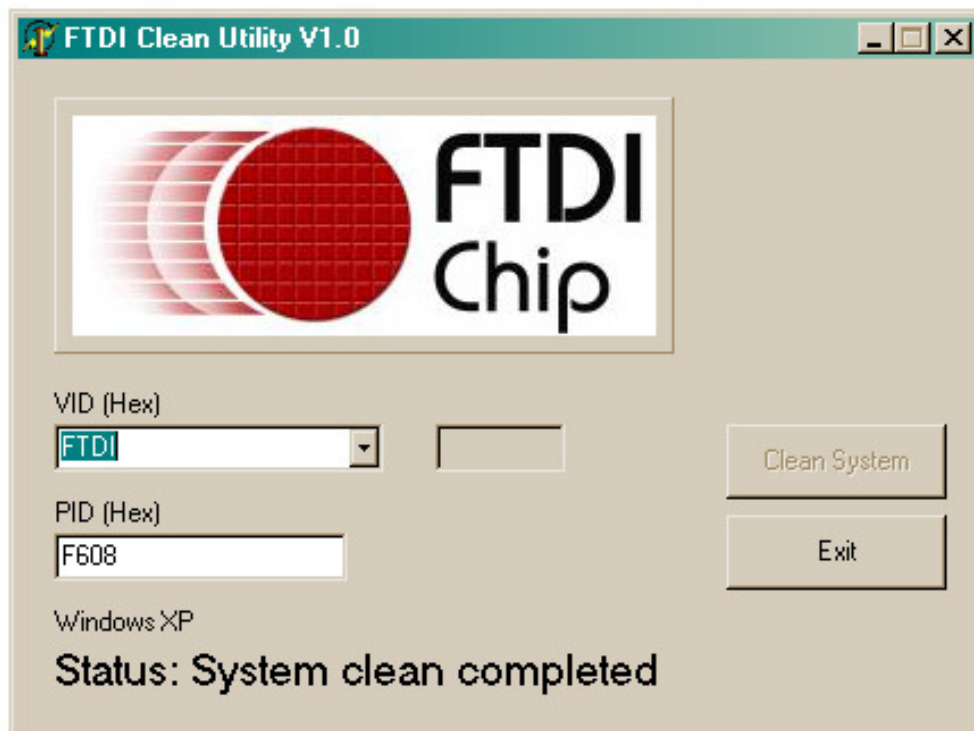 FTDI Clean Utility V1.0
FTDI
Chip
VID (Hex)
FTDI
Clean System
PID (Hex)
F608
Exit
Windows XP
Status: System clean completed